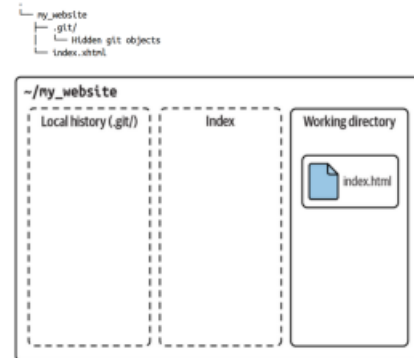 .
└── my_website
    ├── .git/
    │   └── Hidden git objects
    └── index.xhtml
~/my_website
Local history (.git/)
Index
Working directory
index.html